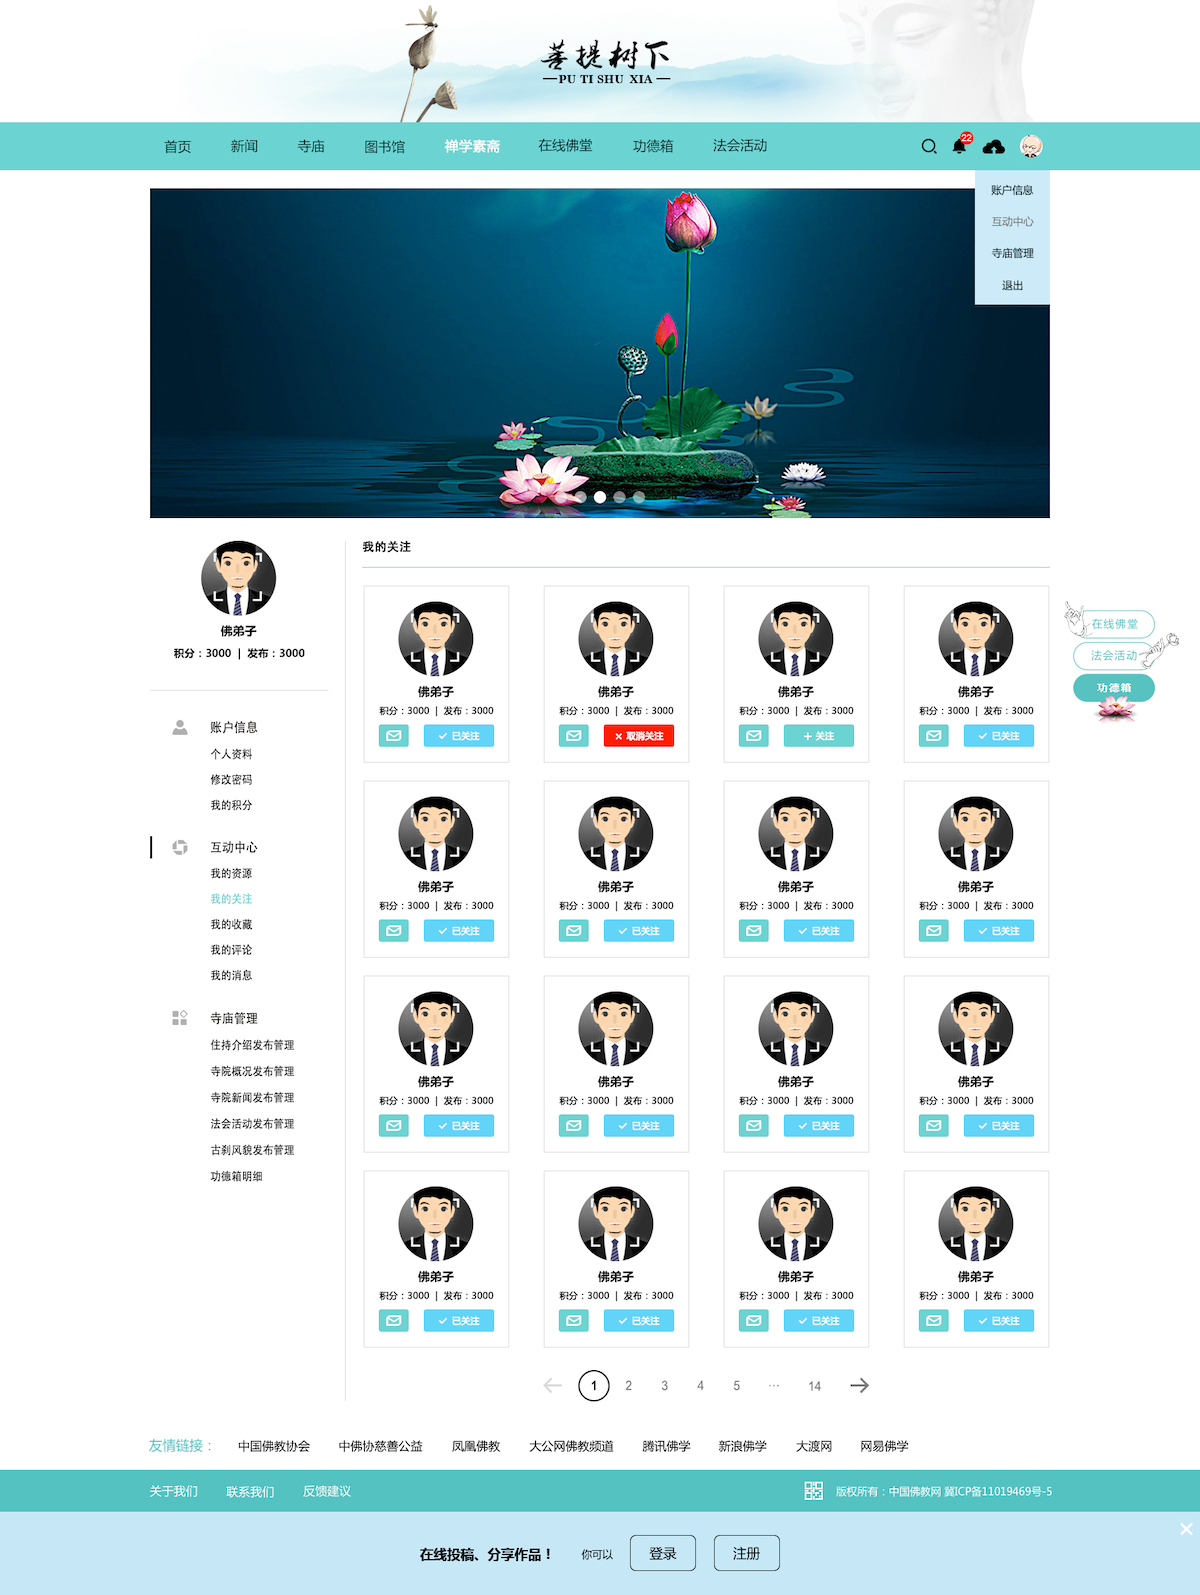 菩提树下
PU TI SHU XIA
首页 新闻 寺庙 图书馆 禅学素斋 在线佛堂 功德箱 法会活动 22
账户信息
互动中心
寺庙管理
退出
佛弟子
积分：3000 | 发布：3000
账户信息
个人资料
修改密码
我的积分
互动中心
我的资源
我的关注
我的收藏
我的评论
我的消息
寺庙管理
住持介绍发布管理
寺院概况发布管理
寺院新闻发布管理
法会活动发布管理
古刹风貌发布管理
功德箱明细
我的关注
佛弟子 佛弟子 佛弟子 佛弟子
积分：3000 | 发布：3000 积分：3000 | 发布：3000 积分：3000 | 发布：3000 积分：3000 | 发布：3000
已关注 取消关注 关注 已关注
佛弟子 佛弟子 佛弟子 佛弟子
积分：3000 | 发布：3000 积分：3000 | 发布：3000 积分：3000 | 发布：3000 积分：3000 | 发布：3000
已关注 已关注 已关注 已关注
佛弟子 佛弟子 佛弟子 佛弟子
积分：3000 | 发布：3000 积分：3000 | 发布：3000 积分：3000 | 发布：3000 积分：3000 | 发布：3000
已关注 已关注 已关注 已关注
佛弟子 佛弟子 佛弟子 佛弟子
积分：3000 | 发布：3000 积分：3000 | 发布：3000 积分：3000 | 发布：3000 积分：3000 | 发布：3000
已关注 已关注 已关注 已关注
1 2 3 4 5 ··· 14
在线佛堂
法会活动
功德箱
友情链接： 中国佛教协会 中佛协慈善公益 凤凰佛教 大公网佛教频道 腾讯佛学 新浪佛学 大渡网 网易佛学
关于我们 联系我们 反馈建议 版权所有：中国佛教网 冀ICP备11019469号-5
在线投稿、分享作品！ 你可以 登录 注册